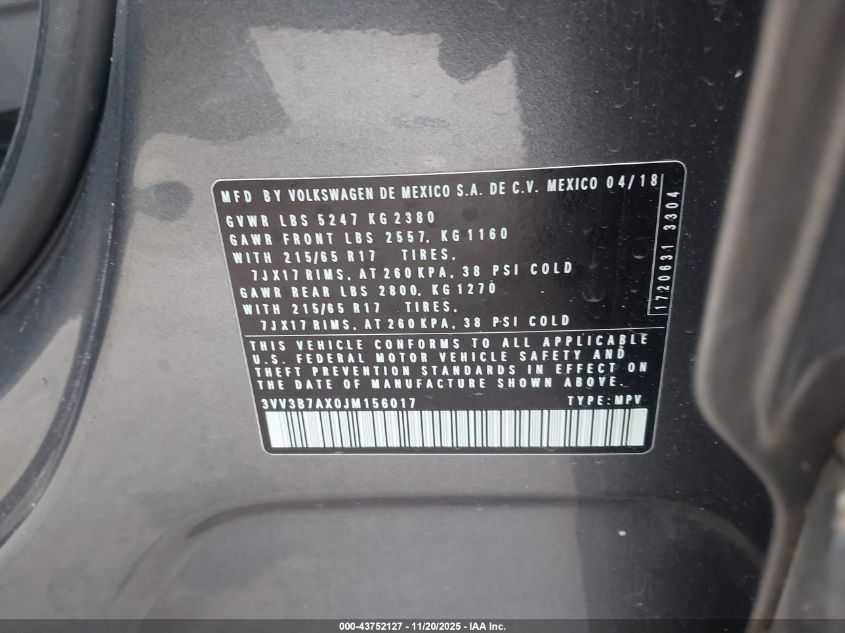 MFD BY VOLKSWAGEN DE MEXICO S.A. DE C.V. MEXICO 04/18
GVWR LBS 5247 KG 2380
GAWR FRONT LBS 2557, KG 1160
WITH 215/65 R17 TIRES,
7JX17 RIMS, AT 260 KPA, 38 PSI COLD
GAWR REAR LBS 2800, KG 1270
WITH 215/65 R17 TIRES,
7JX17 RIMS, AT 260 KPA, 38 PSI COLD
THIS VEHICLE CONFORMS TO ALL APPLICABLE
U.S. FEDERAL MOTOR VEHICLE SAFETY AND
THEFT PREVENTION STANDARDS IN EFFECT ON
THE DATE OF MANUFACTURE SHOWN ABOVE.
3VV3B7AX0JM156017 TYPE: MPV
1720631 3304
000-43752127 - 11/20/2025 - IAA Inc.